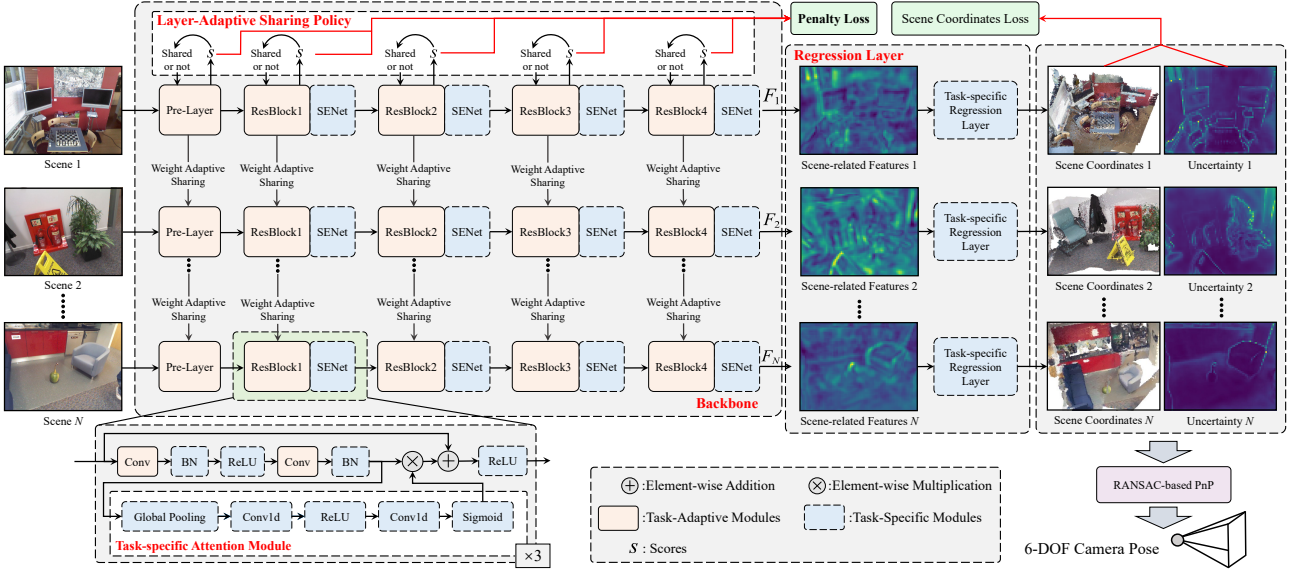 Layer-Adaptive Sharing Policy
Penalty Loss
Scene Coordinates Loss
Shared
or not
S
Shared
or not
S
Shared
or not
S
Shared
or not
S
Shared
or not
S
Regression Layer
Pre-Layer
ResBlock1
SENet
ResBlock2
SENet
ResBlock3
SENet
ResBlock4
SENet
F1
Task-specific
Regression
Layer
Scene 1
Scene-related Features 1
Scene Coordinates 1
Uncertainty 1
Weight Adaptive
Sharing
Weight Adaptive
Sharing
Weight Adaptive
Sharing
Weight Adaptive
Sharing
Weight Adaptive
Sharing
Pre-Layer
ResBlock1
SENet
ResBlock2
SENet
ResBlock3
SENet
ResBlock4
SENet
F2
Task-specific
Regression
Layer
Scene 2
Scene-related Features 2
Scene Coordinates 2
Uncertainty 2
Weight Adaptive
Sharing
Weight Adaptive
Sharing
Weight Adaptive
Sharing
Weight Adaptive
Sharing
Weight Adaptive
Sharing
Pre-Layer
ResBlock1
SENet
ResBlock2
SENet
ResBlock3
SENet
ResBlock4
SENet
FN
Task-specific
Regression
Layer
Backbone
Scene N
Scene-related Features N
Scene Coordinates N
Uncertainty N
Conv
BN
ReLU
Conv
BN
ReLU
Global Pooling
Conv1d
ReLU
Conv1d
Sigmoid
Task-specific Attention Module
×3
:Element-wise Addition
:Element-wise Multiplication
:Task-Adaptive Modules
:Task-Specific Modules
S : Scores
RANSAC-based PnP
6-DOF Camera Pose